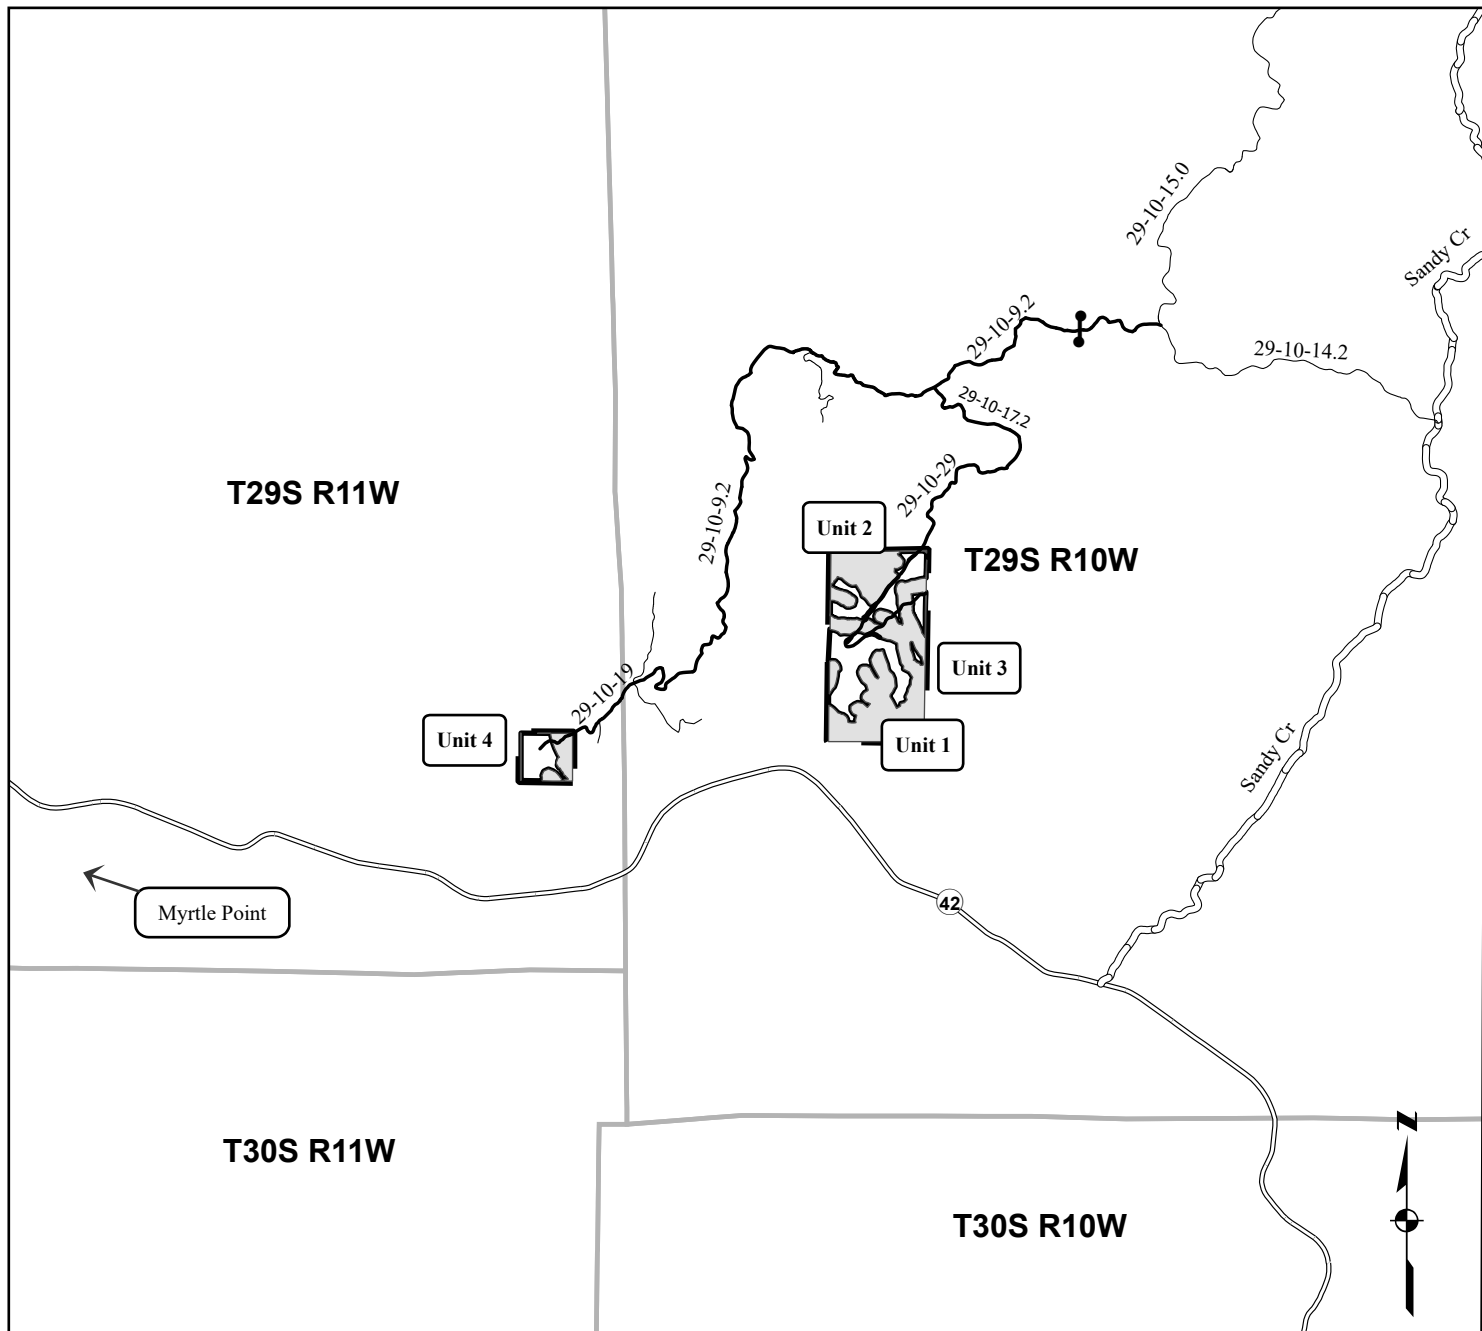 29-10-15.0
Sandy Cr
29-10-9.2
29-10-14.2
29-10-17.2
29-10-29
T29S R11W
29-10-9.2
Unit 2
T29S R10W
Unit 3
29-10-19
Unit 4
Unit 1
Sandy Cr
42
Myrtle Point
T30S R11W
N
T30S R10W